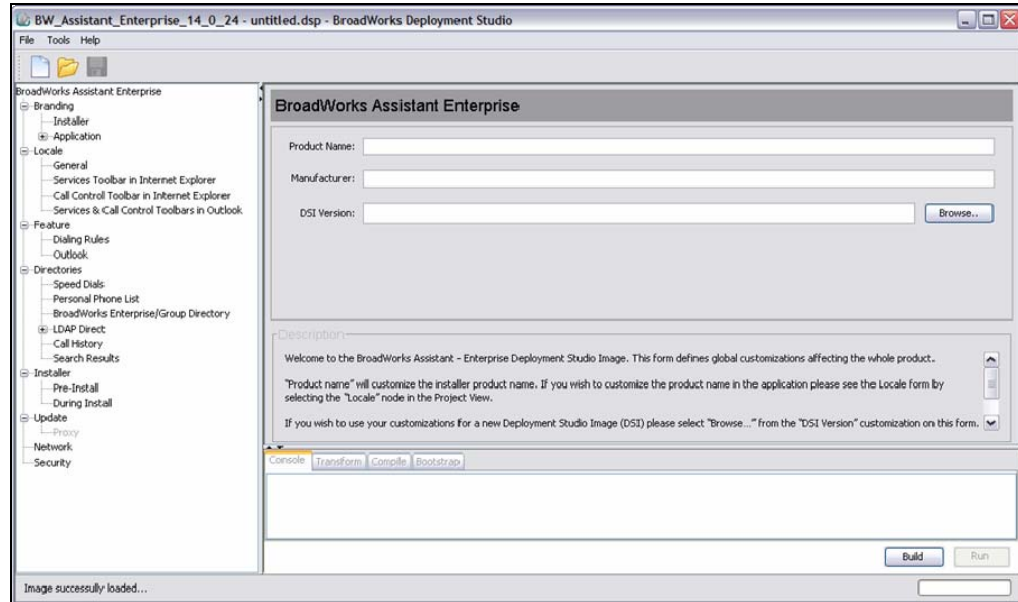 BW_Assistant_Enterprise_14_0_24 - untitled.dsp - BroadWorks Deployment Studio
File Tools Help
BroadWorks Assistant Enterprise
Branding
Installer
Application
Locale
General
Services Toolbar in Internet Explorer
Call Control Toolbar in Internet Explorer
Services & Call Control Toolbars in Outlook
Feature
Dialing Rules
Outlook
Directories
Speed Dials
Personal Phone List
BroadWorks Enterprise/Group Directory
LDAP Direct
Call History
Search Results
Installer
Pre-Install
During Install
Update
Proxy
Network
Security
BroadWorks Assistant Enterprise
Product Name:
Manufacturer:
DSI Version:
Browse..
Description
Welcome to the BroadWorks Assistant - Enterprise Deployment Studio Image. This form defines global customizations affecting the whole product.
"Product name" will customize the installer product name. If you wish to customize the product name in the application please see the Locale form by
selecting the "Locale" node in the Project View.
If you wish to use your customizations for a new Deployment Studio Image (DSI) please select "Browse..." from the "DSI Version" customization on this form.
Console Transform Compile Bootstrap
Build Run
Image successully loaded...